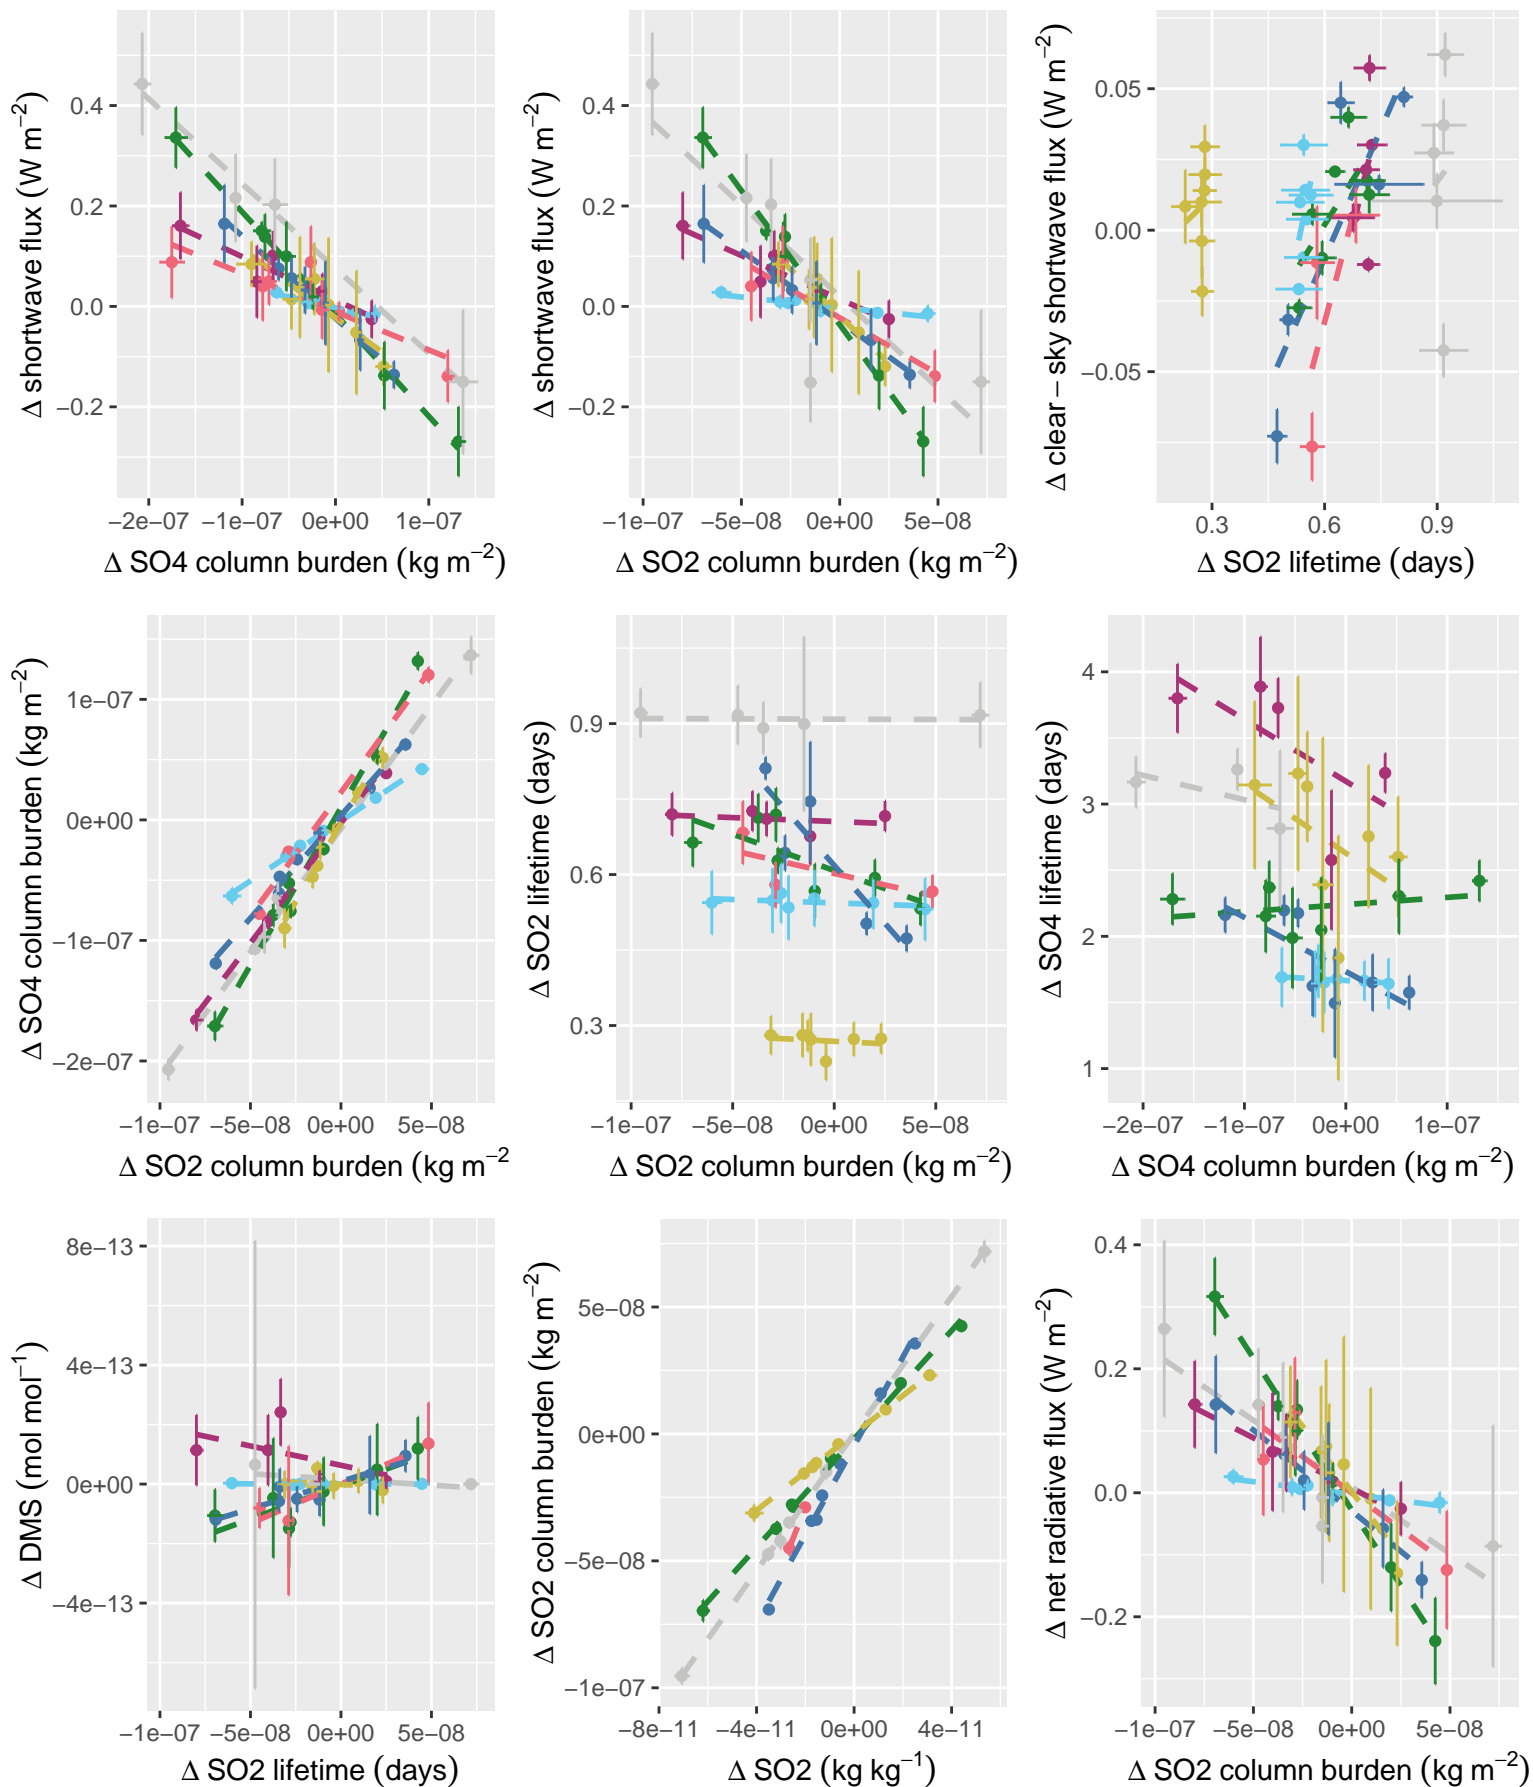 Δ shortwave flux (W m−2)
0.4
0.2
0.0
−0.2
−2e−07 −1e−07 0e+00 1e−07
Δ SO4 column burden (kg m−2)
Δ shortwave flux (W m−2)
0.4
0.2
0.0
−0.2
−1e−07 −5e−08 0e+00 5e−08
Δ SO2 column burden (kg m−2)
Δ clear − sky shortwave flux (W m−2)
0.05
0.00
−0.05
0.3 0.6 0.9
Δ SO2 lifetime (days)
Δ SO4 column burden (kg m−2)
1e−07
0e+00
−1e−07
−2e−07
−1e−07 −5e−08 0e+00 5e−08
Δ SO2 column burden (kg m−2
Δ SO2 lifetime (days)
0.9
0.6
0.3
−1e−07 −5e−08 0e+00 5e−08
Δ SO2 column burden (kg m−2)
Δ SO4 lifetime (days)
4
3
2
1
−2e−07 −1e−07 0e+00 1e−07
Δ SO4 column burden (kg m−2)
Δ DMS (mol mol−1)
8e−13
4e−13
0e+00
−4e−13
−1e−07 −5e−08 0e+00 5e−08
Δ SO2 lifetime (days)
Δ SO2 column burden (kg m−2)
5e−08
0e+00
−5e−08
−1e−07
−8e−11 −4e−11 0e+00 4e−11
Δ SO2 (kg kg−1)
Δ net radiative flux (W m−2)
0.4
0.2
0.0
−0.2
−1e−07 −5e−08 0e+00 5e−08
Δ SO2 column burden (kg m−2)